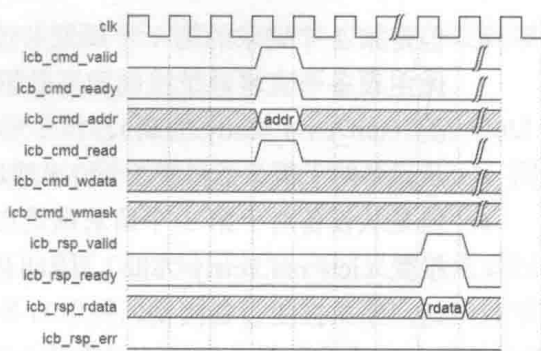 clk
icb_cmd_valid
icb_cmd_ready
icb_cmd_addr
addr
icb_cmd_read
icb_cmd_wdata
icb_cmd_wmask
icb_rsp_valid
icb_rsp_ready
icb_rsp_rdata
rdata
icb_rsp_err